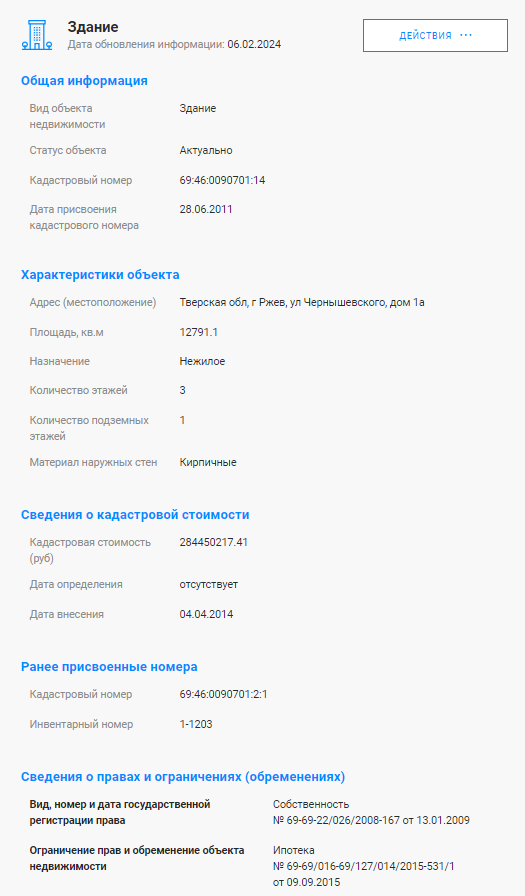 Здание
Дата обновления информации: 06.02.2024
ДЕЙСТВИЯ ...
Общая информация
Вид объекта
недвижимости
Здание
Статус объекта
Актуально
Кадастровый номер
69:46:0090701:14
Дата присвоения
кадастрового номера
28.06.2011
Характеристики объекта
Адрес (местоположение)
Тверская обл, г Ржев, ул Чернышевского, дом 1а
Площадь, кв.м
12791.1
Назначение
Нежилое
Количество этажей
3
Количество подземных
этажей
1
Материал наружных стен
Кирпичные
Сведения о кадастровой стоимости
Кадастровая стоимость
(руб)
284450217.41
Дата определения
отсутствует
Дата внесения
04.04.2014
Ранее присвоенные номера
Кадастровый номер
69:46:0090701:2:1
Инвентарный номер
1-1203
Сведения о правах и ограничениях (обременениях)
Вид, номер и дата государственной
регистрации права
Собственность
№ 69-69-22/026/2008-167 от 13.01.2009
Ограничение прав и обременение объекта
недвижимости
Ипотека
№ 69-69/016-69/127/014/2015-531/1
от 09.09.2015